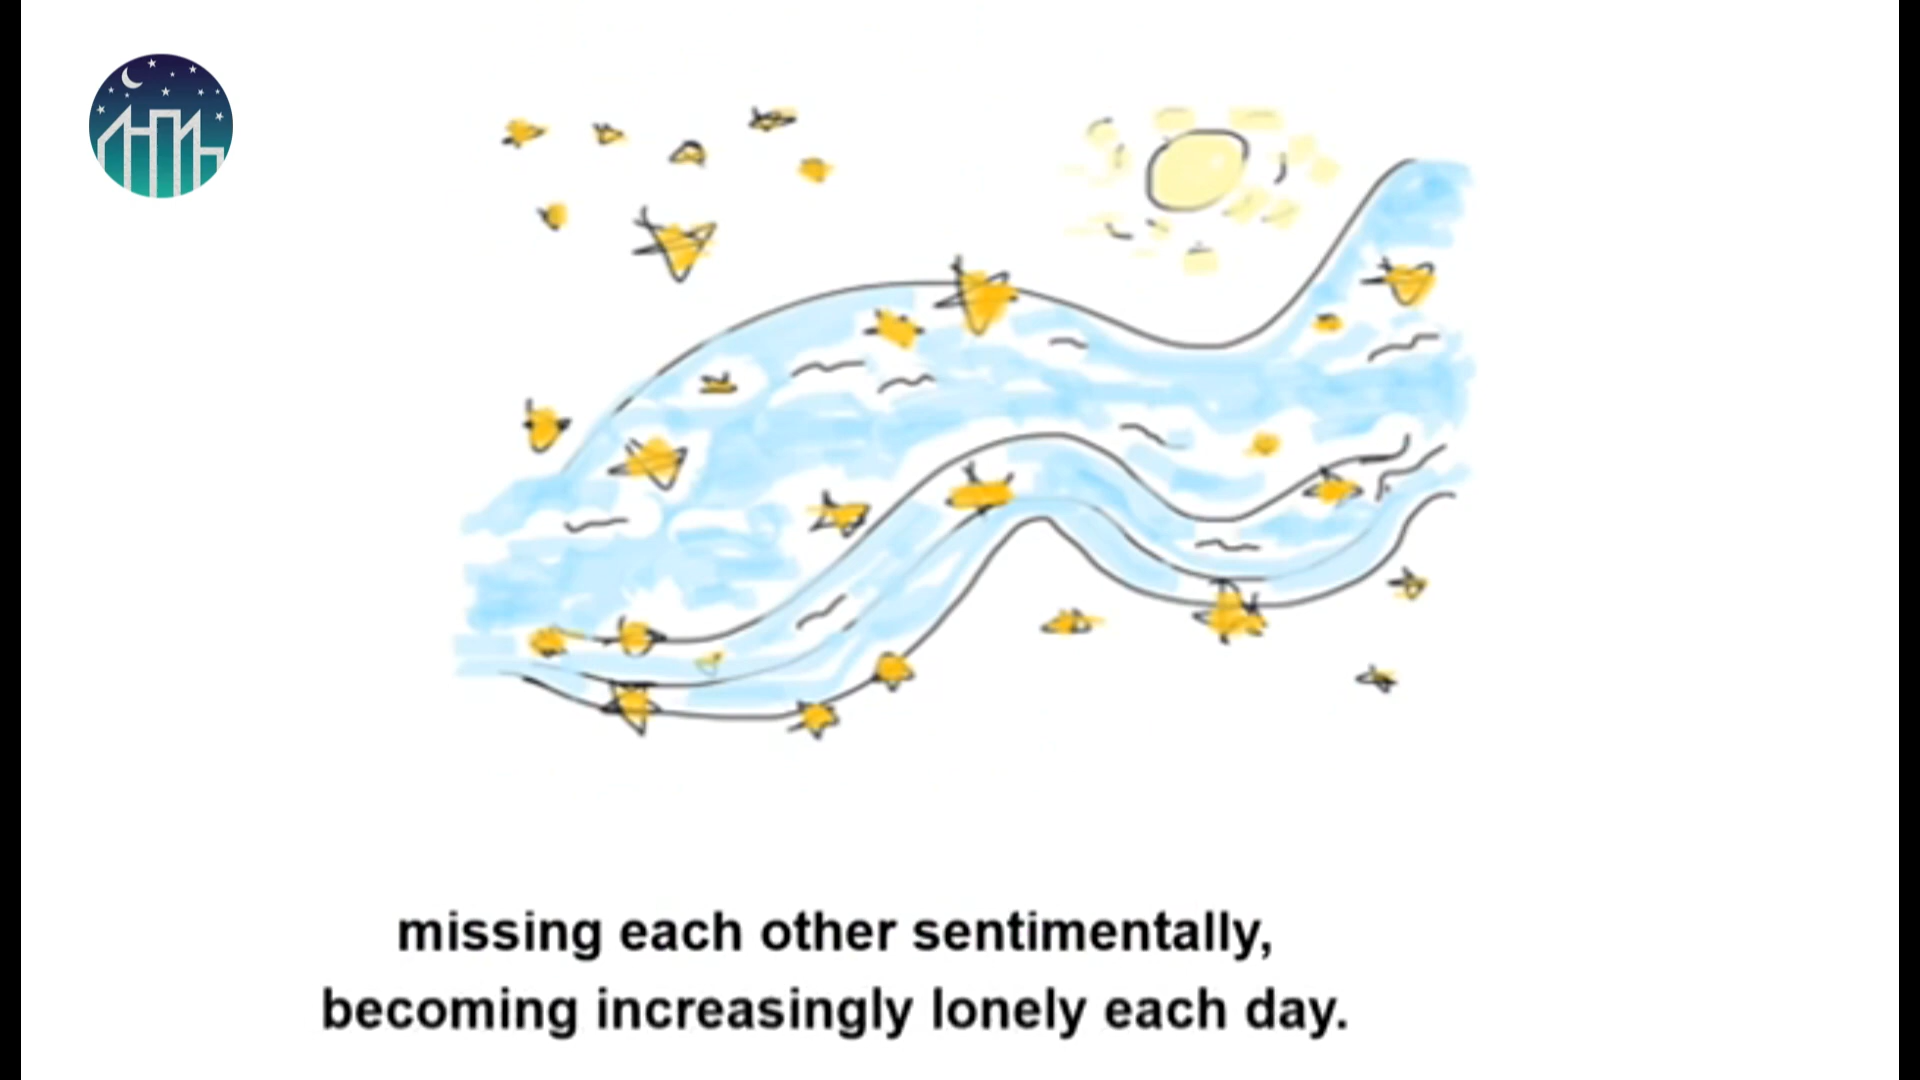 missing each other sentimentally,
becoming increasingly lonely each day.